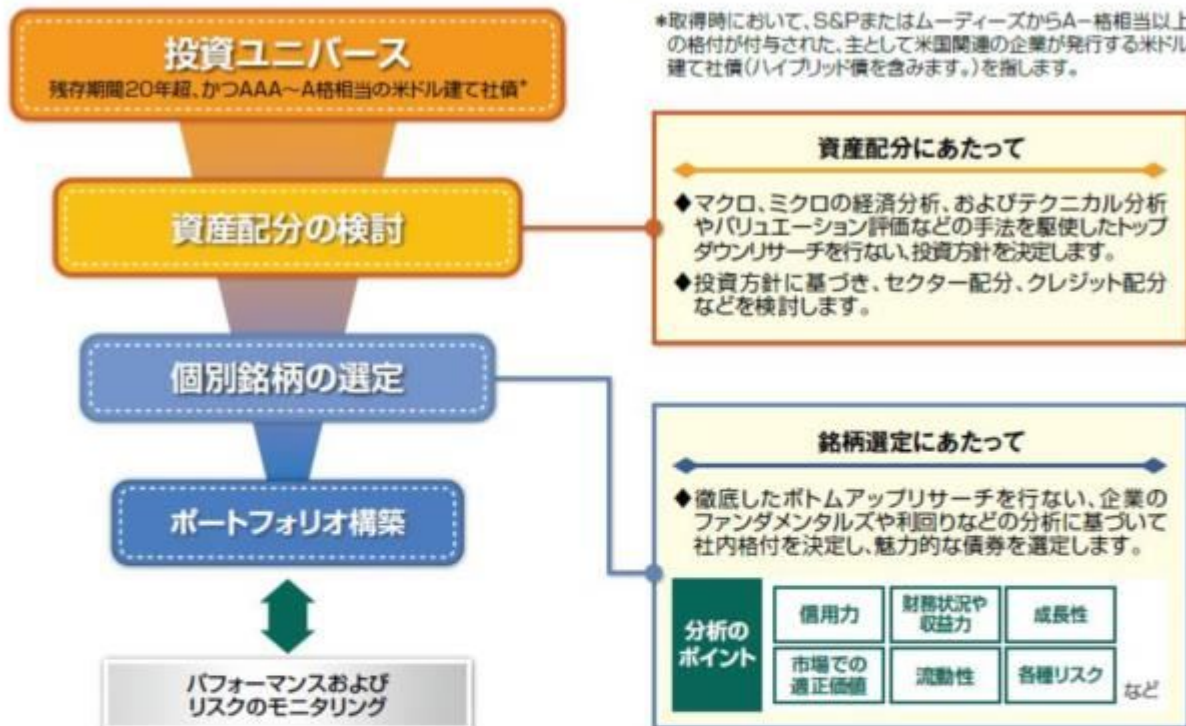 投資ユニバース
残存期間20年超、かつAAA～A格相当の米ドル建て社債*
*取得時において、S&PまたはムーディーズからA－格相当以上
の格付が付与された、主として米国関連の企業が発行する米ドル
建て社債(ハイブリッド債を含みます。)を指します。
資産配分の検討
資産配分にあたって
◆マクロ、ミクロの経済分析、およびテクニカル分析
やバリュエーション評価などの手法を駆使したトップ
ダウンリサーチを行ない、投資方針を決定します。
◆投資方針に基づき、セクター配分、クレジット配分
などを検討します。
個別銘柄の選定
銘柄選定にあたって
◆徹底したボトムアップリサーチを行ない、企業の
ファンダメンタルズや利回りなどの分析に基づいて
社内格付を決定し、魅力的な債券を選定します。
分析の
ポイント
信用力
財務状況や
収益力
成長性
市場での
適正価値
流動性
各種リスク
など
ポートフォリオ構築
パフォーマンスおよび
リスクのモニタリング